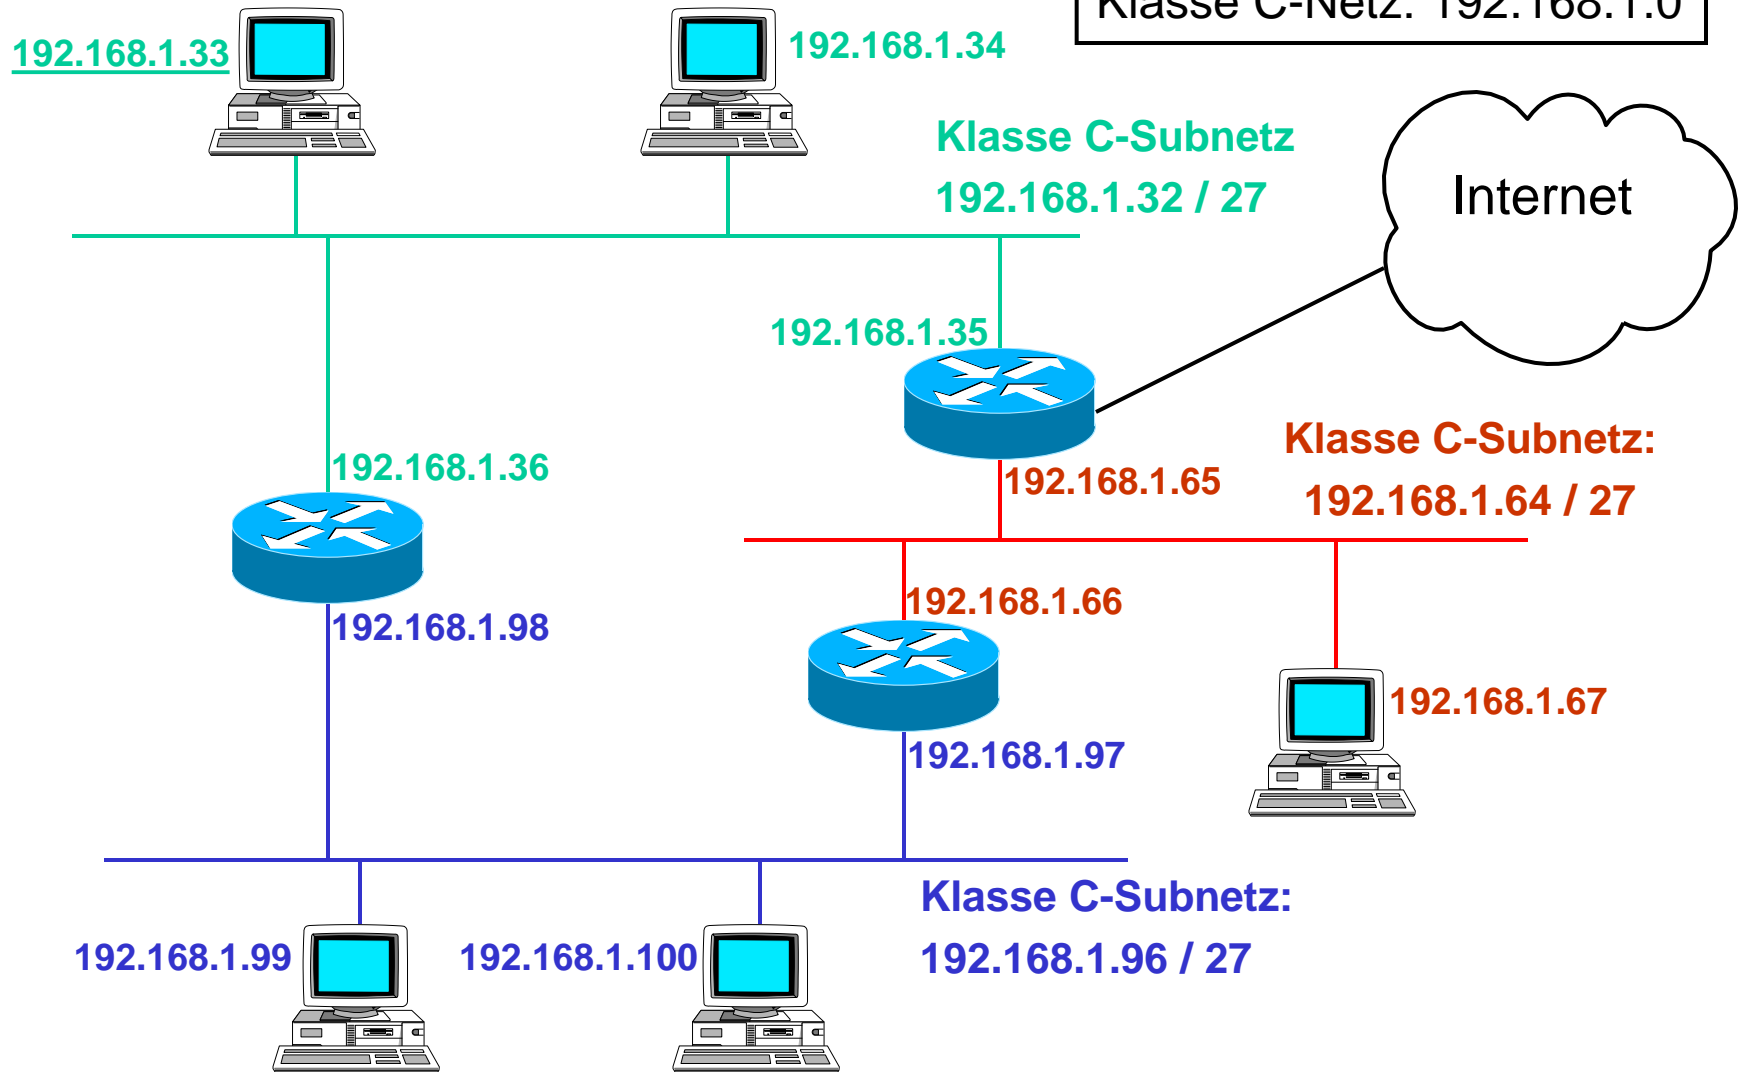 Klasse C-Netz: 192.168.1.0
192.168.1.33
192.168.1.34
Klasse C-Subnetz
192.168.1.32 / 27
Internet
192.168.1.35
192.168.1.36
192.168.1.65
Klasse C-Subnetz:
192.168.1.64 / 27
192.168.1.98
192.168.1.66
192.168.1.67
192.168.1.97
192.168.1.99
192.168.1.100
Klasse C-Subnetz:
192.168.1.96 / 27